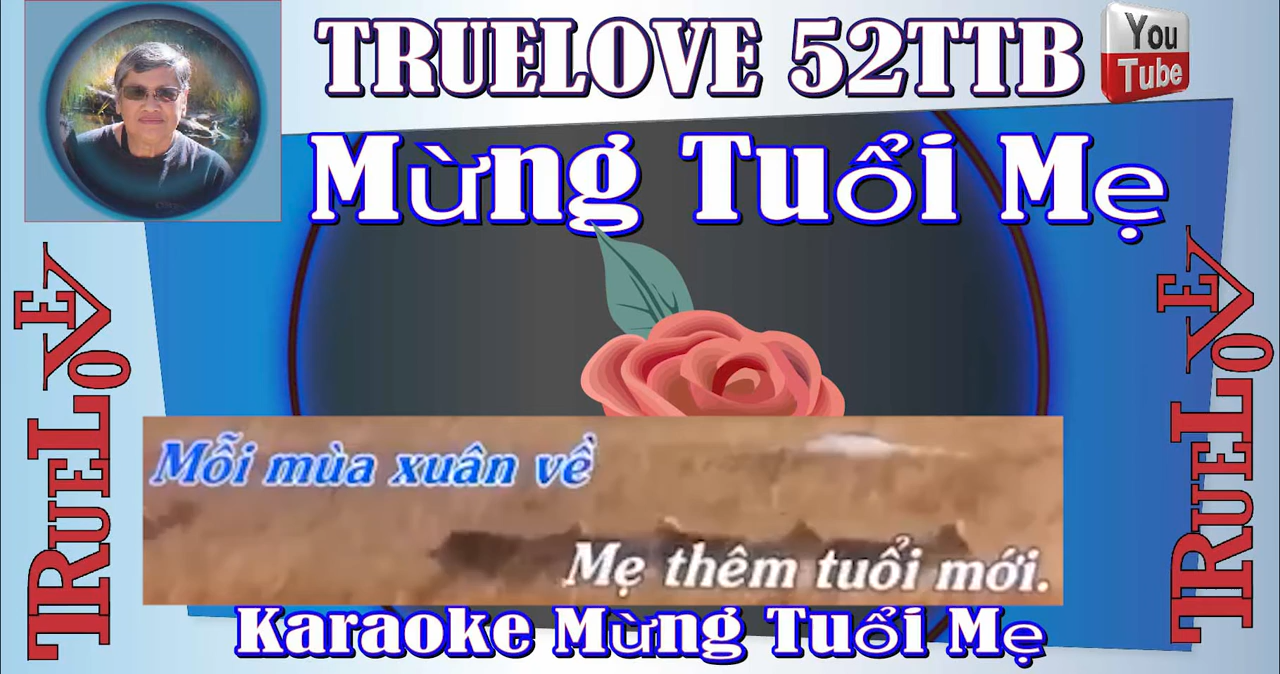 TRUELOVE 52TTB
You
Tube
Mừng Tuổi Mẹ
TRUELOVE
TRUELOVE
Mỗi mùa xuân về
Mẹ thêm tuổi mới.
Karaoke Mừng Tuổi Mẹ